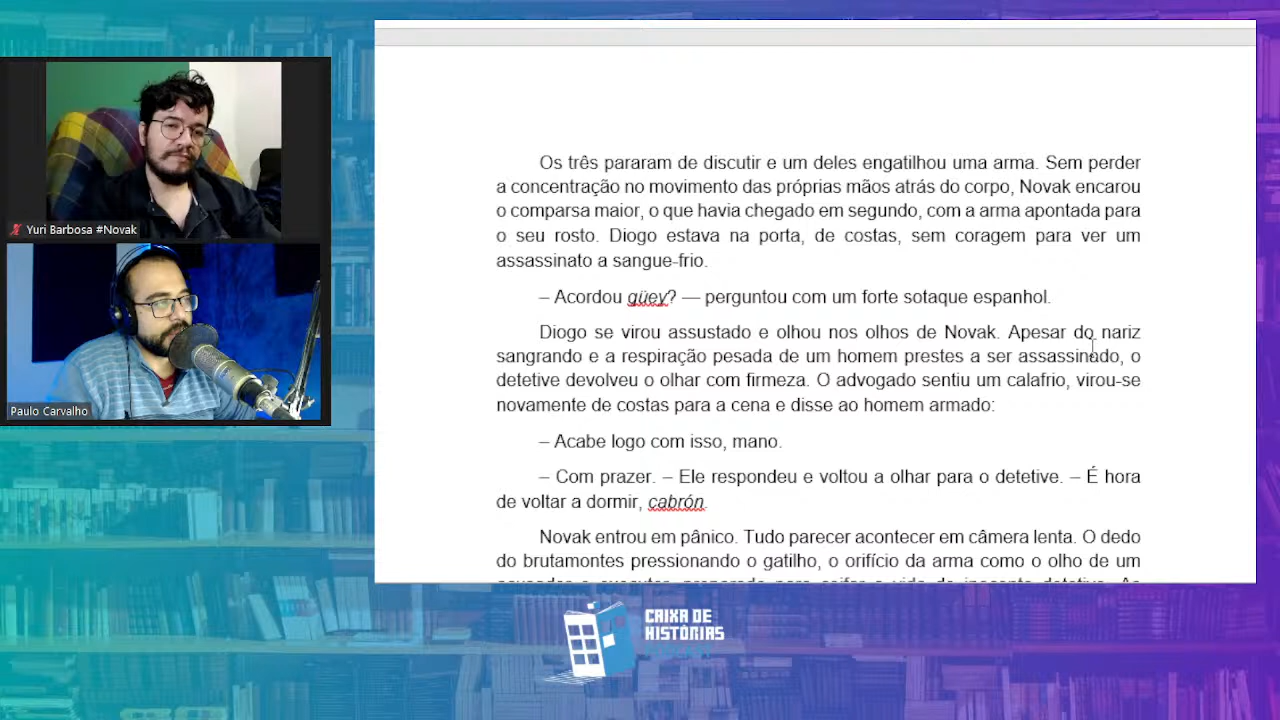 Os três pararam de discutir e um deles engatilhou uma arma. Sem perder
a concentração no movimento das próprias mãos atrás do corpo, Novak encarou
o comparsa maior, o que havia chegado em segundo, com a arma apontada para
o seu rosto. Diogo estava na porta, de costas, sem coragem para ver um
assassinato a sangue-frio.
– Acordou güey? — perguntou com um forte sotaque espanhol.
Diogo se virou assustado e olhou nos olhos de Novak. Apesar do nariz
sangrando e a respiração pesada de um homem prestes a ser assassinado, o
detetive devolveu o olhar com firmeza. O advogado sentiu um calafrio, virou-se
novamente de costas para a cena e disse ao homem armado:
– Acabe logo com isso, mano.
– Com prazer. – Ele respondeu e voltou a olhar para o detetive. – É hora
de voltar a dormir, cabrón.
Novak entrou em pânico. Tudo parecer acontecer em câmera lenta. O dedo
do brutamontes pressionando o gatilho, o orifício da arma como o olho de um
Yuri Barbosa #Novak
Paulo Carvalho
CAIXA DE
HISTÓRIAS
PODCAST